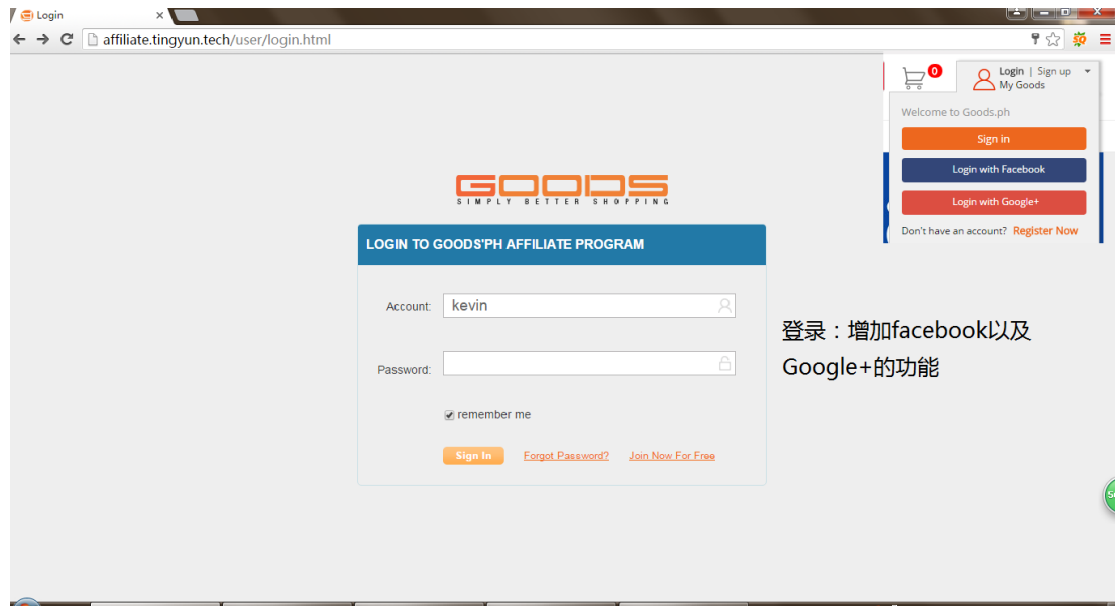 Login
affiliate.tingyun.tech/user/login.html
0
Login | Sign up
My Goods
Welcome to Goods.ph
Sign in
Login with Facebook
Login with Google+
Don't have an account? Register Now
GOODS
SIMPLY BETTER SHOPPING
LOGIN TO GOODS'PH AFFILIATE PROGRAM
Account: kevin
Password:
remember me
Sign In Forgot Password? Join Now For Free
登录：增加facebook以及
Google+的功能